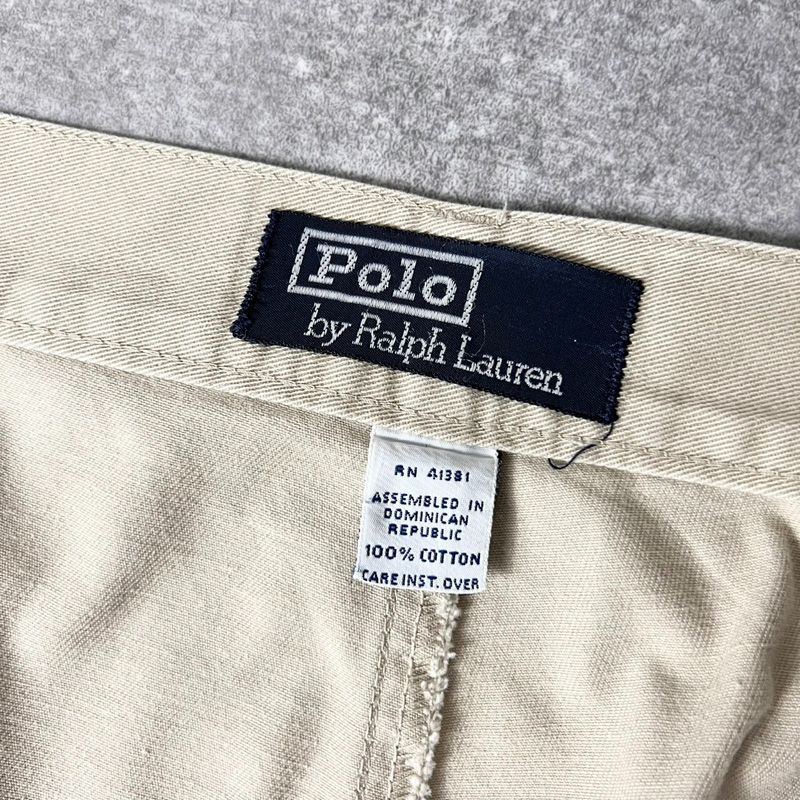 Polo
by Ralph Lauren
RN 41381
ASSEMBLED IN
DOMINICAN
REPUBLIC
100% COTTON
CARE INST. OVER